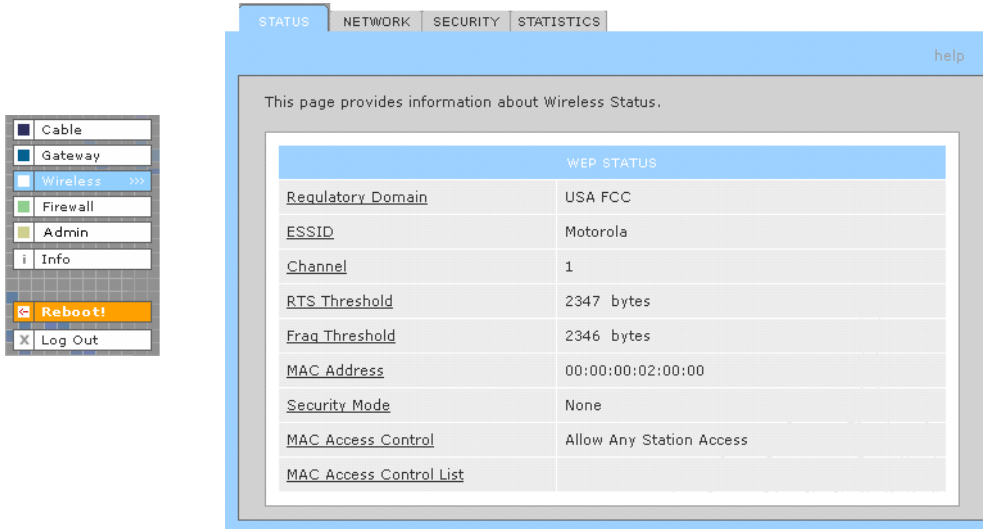 STATUS NETWORK SECURITY STATISTICS
help
This page provides information about Wireless Status.
Cable
Gateway
Wireless >>>
Firewall
Admin
i Info
Reboot!
X Log Out
WEP STATUS
Regulatory Domain USA FCC
ESSID Motorola
Channel 1
RTS Threshold 2347 bytes
Frag Threshold 2346 bytes
MAC Address 00:00:00:02:00:00
Security Mode None
MAC Access Control Allow Any Station Access
MAC Access Control List